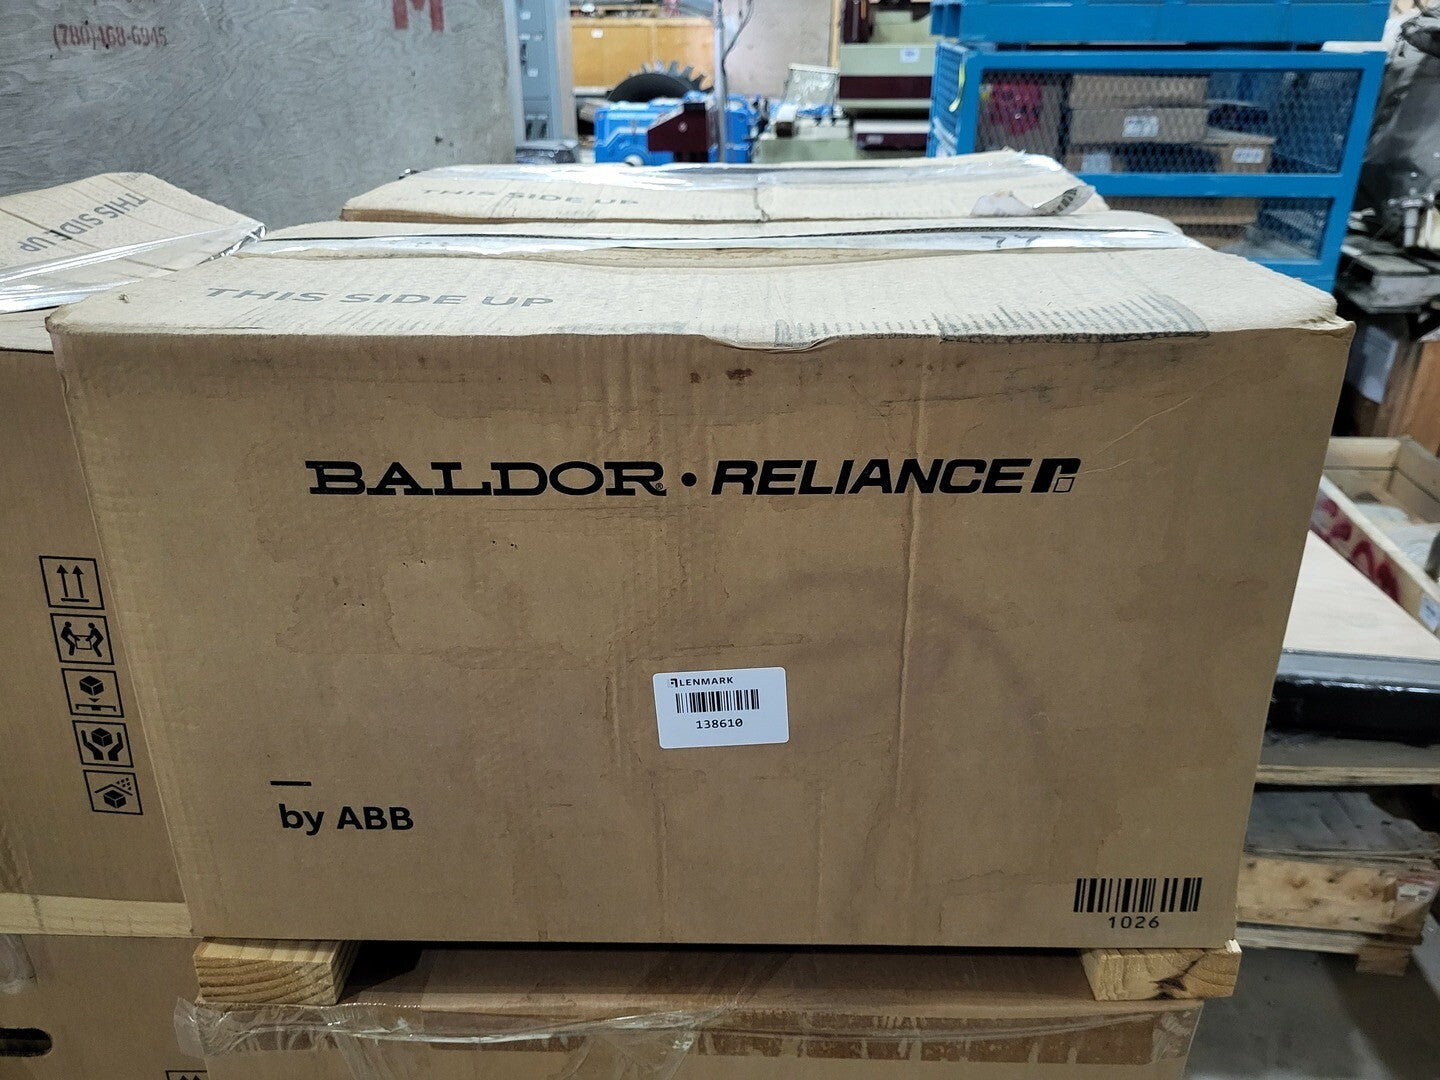 (780)468-6945
M
THIS SIDE UP
THIS SIDE UP
THIS SIDE UP
BALDOR® • RELIANCE
LENMARK
138610
by ABB
1026